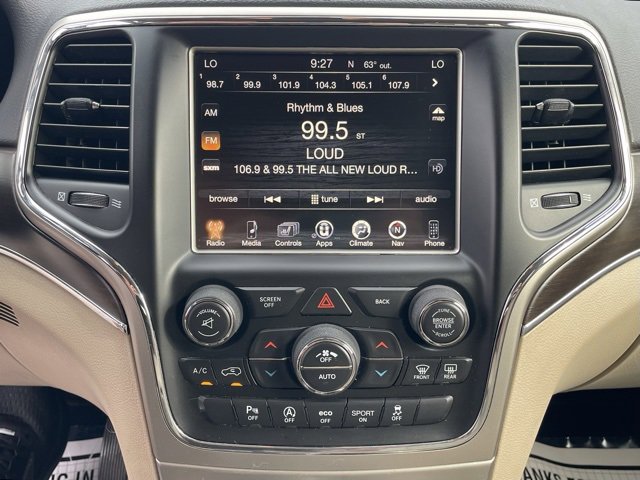 LO 9:27 N 63° out. LO
1 98.7 2 99.9 3 101.9 4 104.3 5 105.1 6 107.9
AM
Rhythm & Blues
map
FM
99.5 ST
LOUD
sxm
106.9 & 99.5 THE ALL NEW LOUD R...
browse tune audio
Radio Media Controls Apps Climate Nav Phone
VOLUME
SCREEN OFF
BACK
TUNE
BROWSE
ENTER
SCROLL
OFF
AUTO
A/C
FRONT
REAR
P OFF
A OFF
eco OFF
SPORT ON
OFF